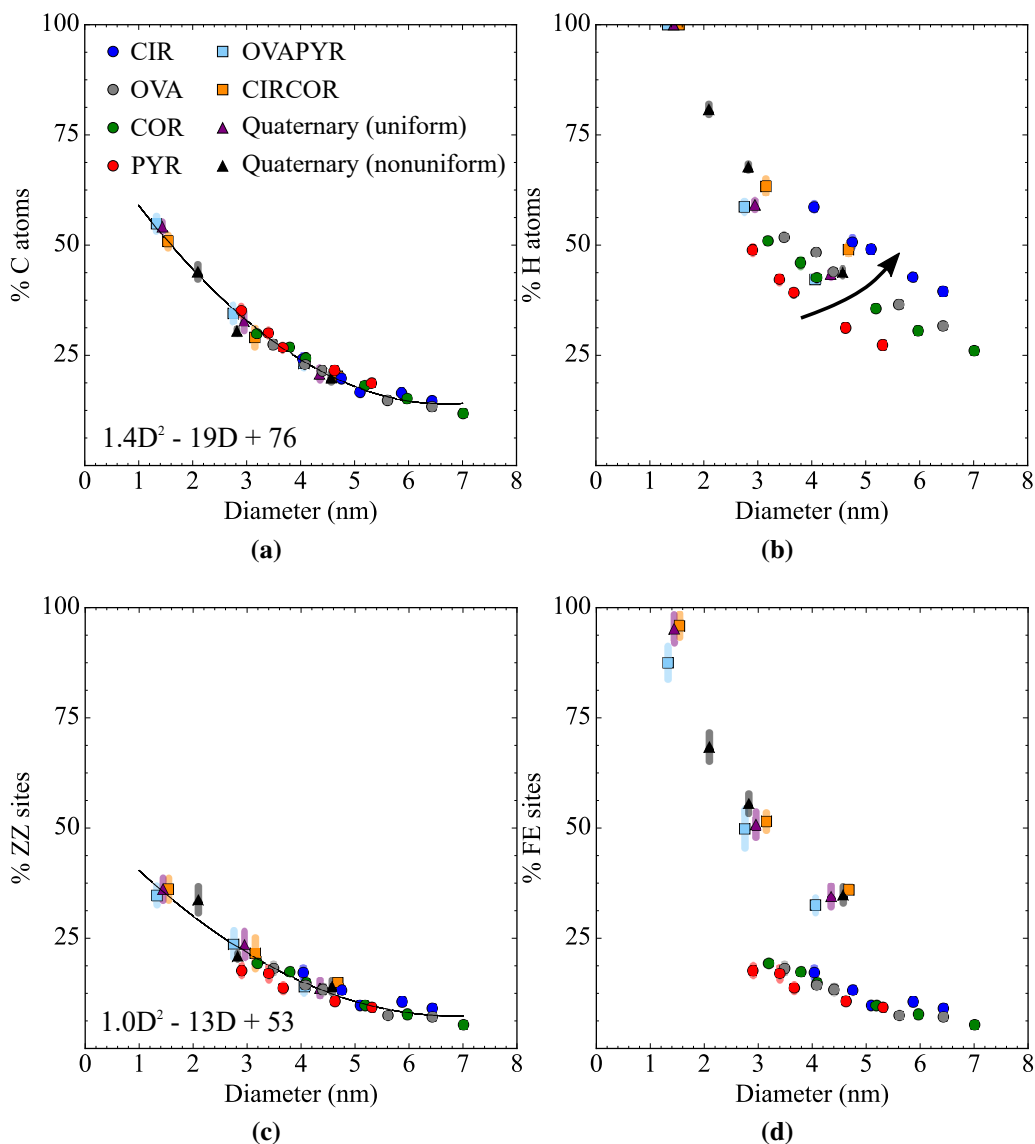 100
75
50
25
% C atoms
CIR
OVA
COR
PYR
OVAPYR
CIRCOR
Quaternary (uniform)
Quaternary (nonuniform)
1.4D² - 19D + 76
0 1 2 3 4 5 6 7 8
Diameter (nm)
(a)
100
75
50
25
% H atoms
0 1 2 3 4 5 6 7 8
Diameter (nm)
(b)
100
75
50
25
% ZZ sites
1.0D² - 13D + 53
0 1 2 3 4 5 6 7 8
Diameter (nm)
(c)
100
75
50
25
% FE sites
0 1 2 3 4 5 6 7 8
Diameter (nm)
(d)